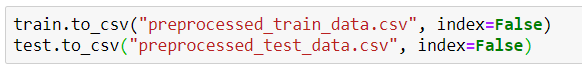 train.to_csv("preprocessed_train_data.csv", index=False)
test.to_csv("preprocessed_test_data.csv", index=False)